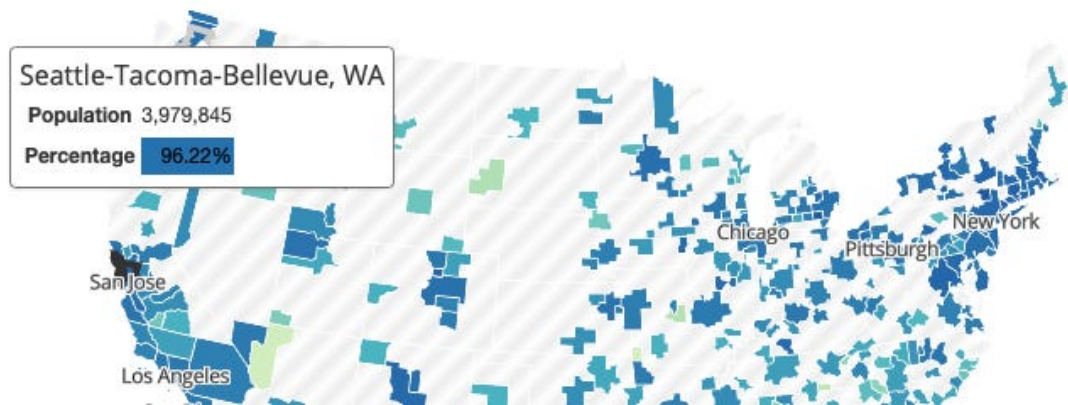 Seattle-Tacoma-Bellevue, WA
Population 3,979,845
Percentage 96.22%
New York
Chicago
Pittsburgh
San Jose
Los Angeles